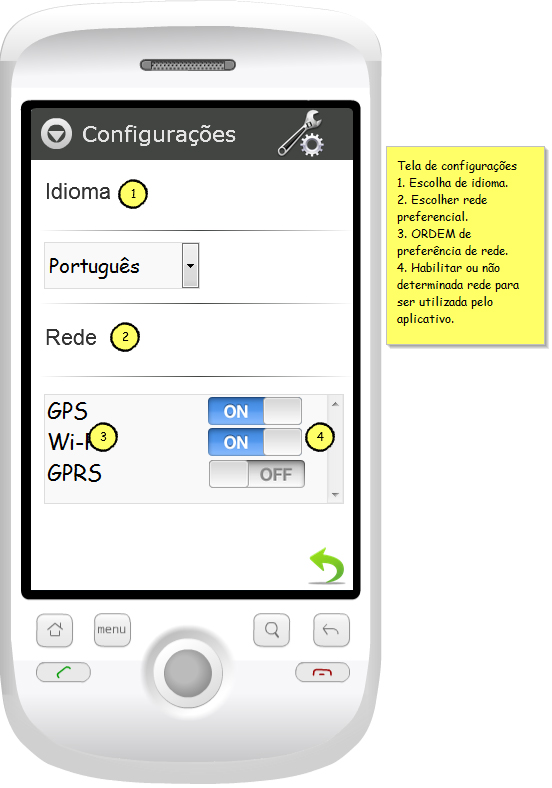 Configurações
Idioma 1
Português
Rede 2
GPS ON
Wi-F 3 ON 4
GPRS OFF
menu
Tela de configurações
1. Escolha de idioma.
2. Escolher rede
preferencial.
3. ORDEM de
preferência de rede.
4. Habilitar ou não
determinada rede para
ser utilizada pelo
aplicativo.